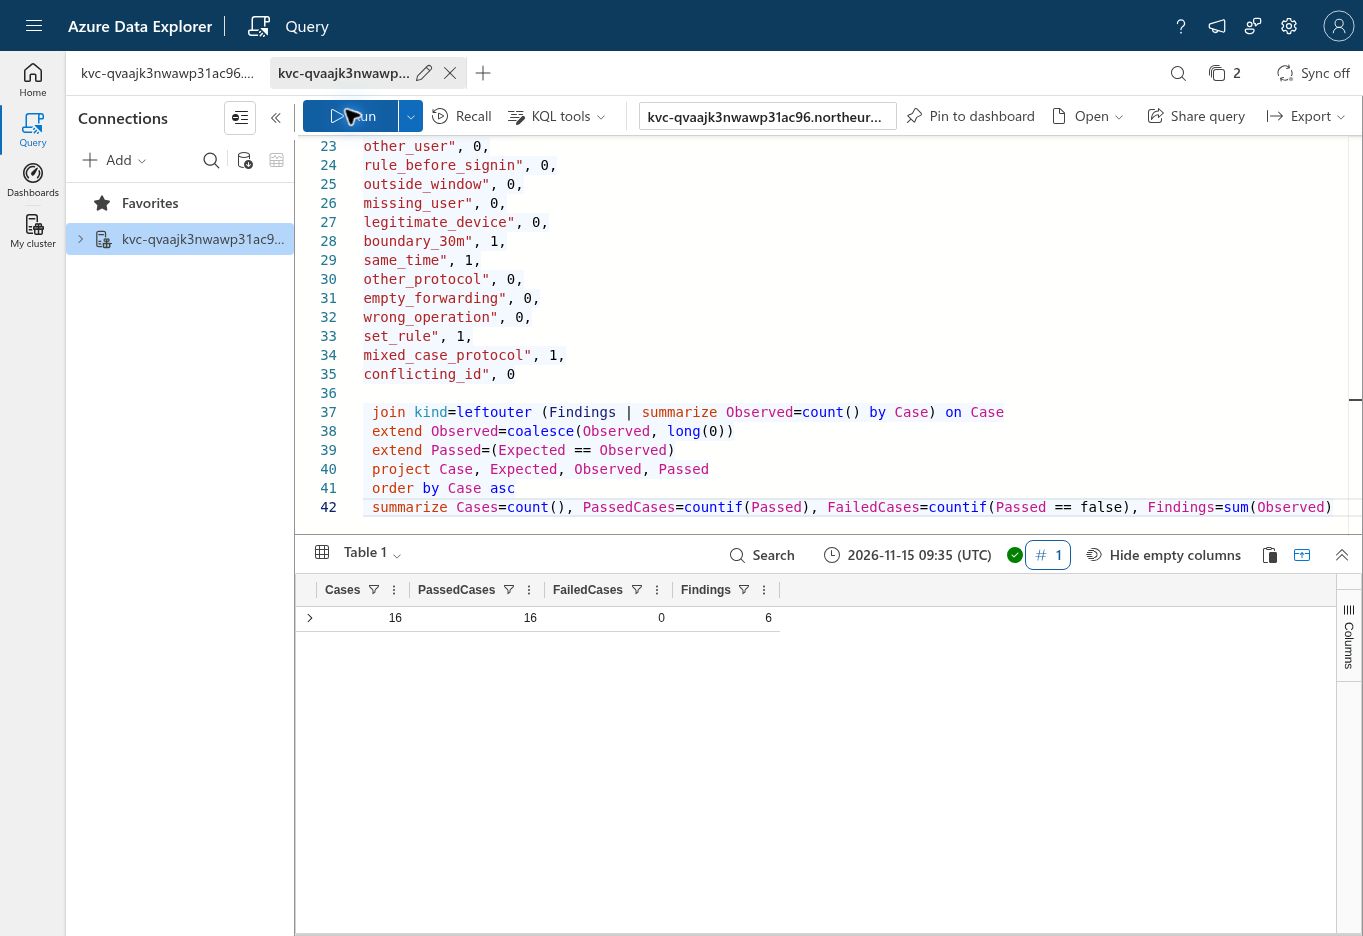 Azure Data Explorer
Query
kvc-qvaajk3nwawp31ac96....
kvc-qvaajk3nwawp...
2
Sync off
Home
Query
Dashboards
My cluster
Connections
Add
Favorites
kvc-qvaajk3nwawp31ac9...
Recall
KQL tools
kvc-qvaajk3nwawp31ac96.northeur...
Pin to dashboard
Open
Share query
Export
23 other_user", 0,
24 rule_before_signin", 0,
25 outside_window", 0,
26 missing_user", 0,
27 legitimate_device", 0,
28 boundary_30m", 1,
29 same_time", 1,
30 other_protocol", 0,
31 empty_forwarding", 0,
32 wrong_operation", 0,
33 set_rule", 1,
34 mixed_case_protocol", 1,
35 conflicting_id", 0
36
37 join kind=leftouter (Findings | summarize Observed=count() by Case) on Case
38 extend Observed=coalesce(Observed, long(0))
39 extend Passed=(Expected == Observed)
40 project Case, Expected, Observed, Passed
41 order by Case asc
42 summarize Cases=count(), PassedCases=countif(Passed), FailedCases=countif(Passed == false), Findings=sum(Observed)
Table 1
Search
2026-11-15 09:35 (UTC)
# 1
Hide empty columns
Cases PassedCases FailedCases Findings
16 16 0 6
Columns